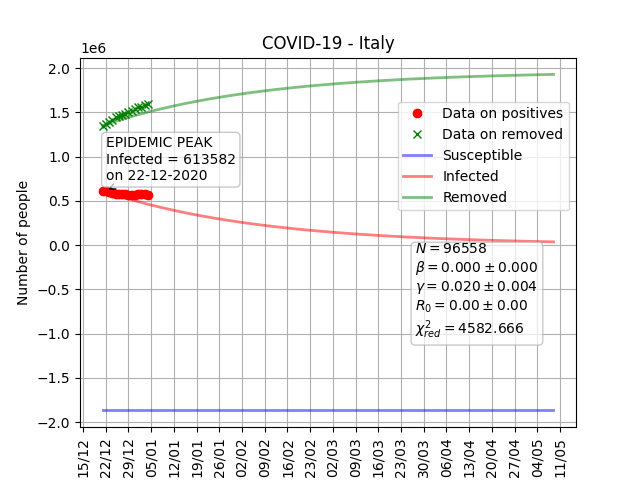 COVID-19 - Italy
1e6
2.0
1.5
1.0
0.5
0.0
−0.5
−1.0
−1.5
−2.0
Number of people
EPIDEMIC PEAK
Infected = 613582
on 22-12-2020
Data on positives
Data on removed
Susceptible
Infected
Removed
N = 96558
β = 0.000 ± 0.000
γ = 0.020 ± 0.004
R₀ = 0.00 ± 0.00
χ²_red = 4582.666
15/12
22/12
29/12
05/01
12/01
19/01
26/01
02/02
09/02
16/02
23/02
02/03
09/03
16/03
23/03
30/03
06/04
13/04
20/04
27/04
04/05
11/05